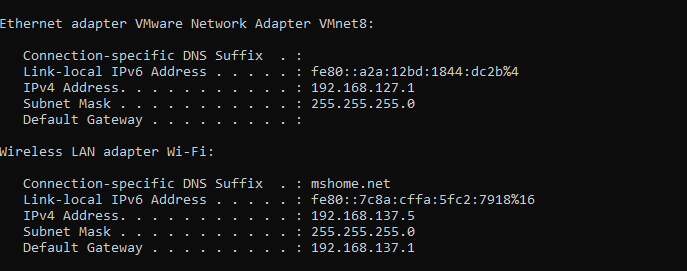 Ethernet adapter VMware Network Adapter VMnet8:
Connection-specific DNS Suffix  . :
Link-local IPv6 Address . . . . . : fe80::a2a:12bd:1844:dc2b%4
IPv4 Address. . . . . . . . . . . : 192.168.127.1
Subnet Mask . . . . . . . . . . . : 255.255.255.0
Default Gateway . . . . . . . . . :
Wireless LAN adapter Wi-Fi:
Connection-specific DNS Suffix  . : mshome.net
Link-local IPv6 Address . . . . . : fe80::7c8a:cffa:5fc2:7918%16
IPv4 Address. . . . . . . . . . . : 192.168.137.5
Subnet Mask . . . . . . . . . . . : 255.255.255.0
Default Gateway . . . . . . . . . : 192.168.137.1